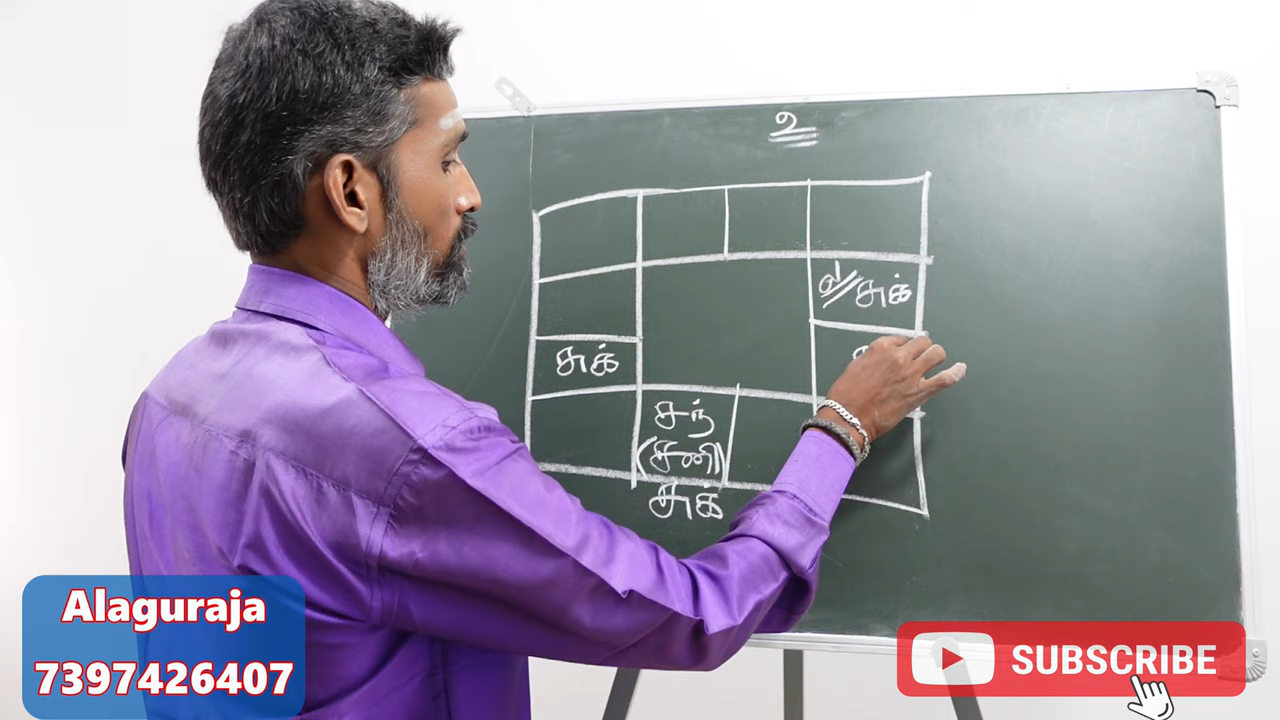 உ
ல// சுக்
சுக்
சந்
(சனி)
சுக்
Alaguraja
7397426407
SUBSCRIBE